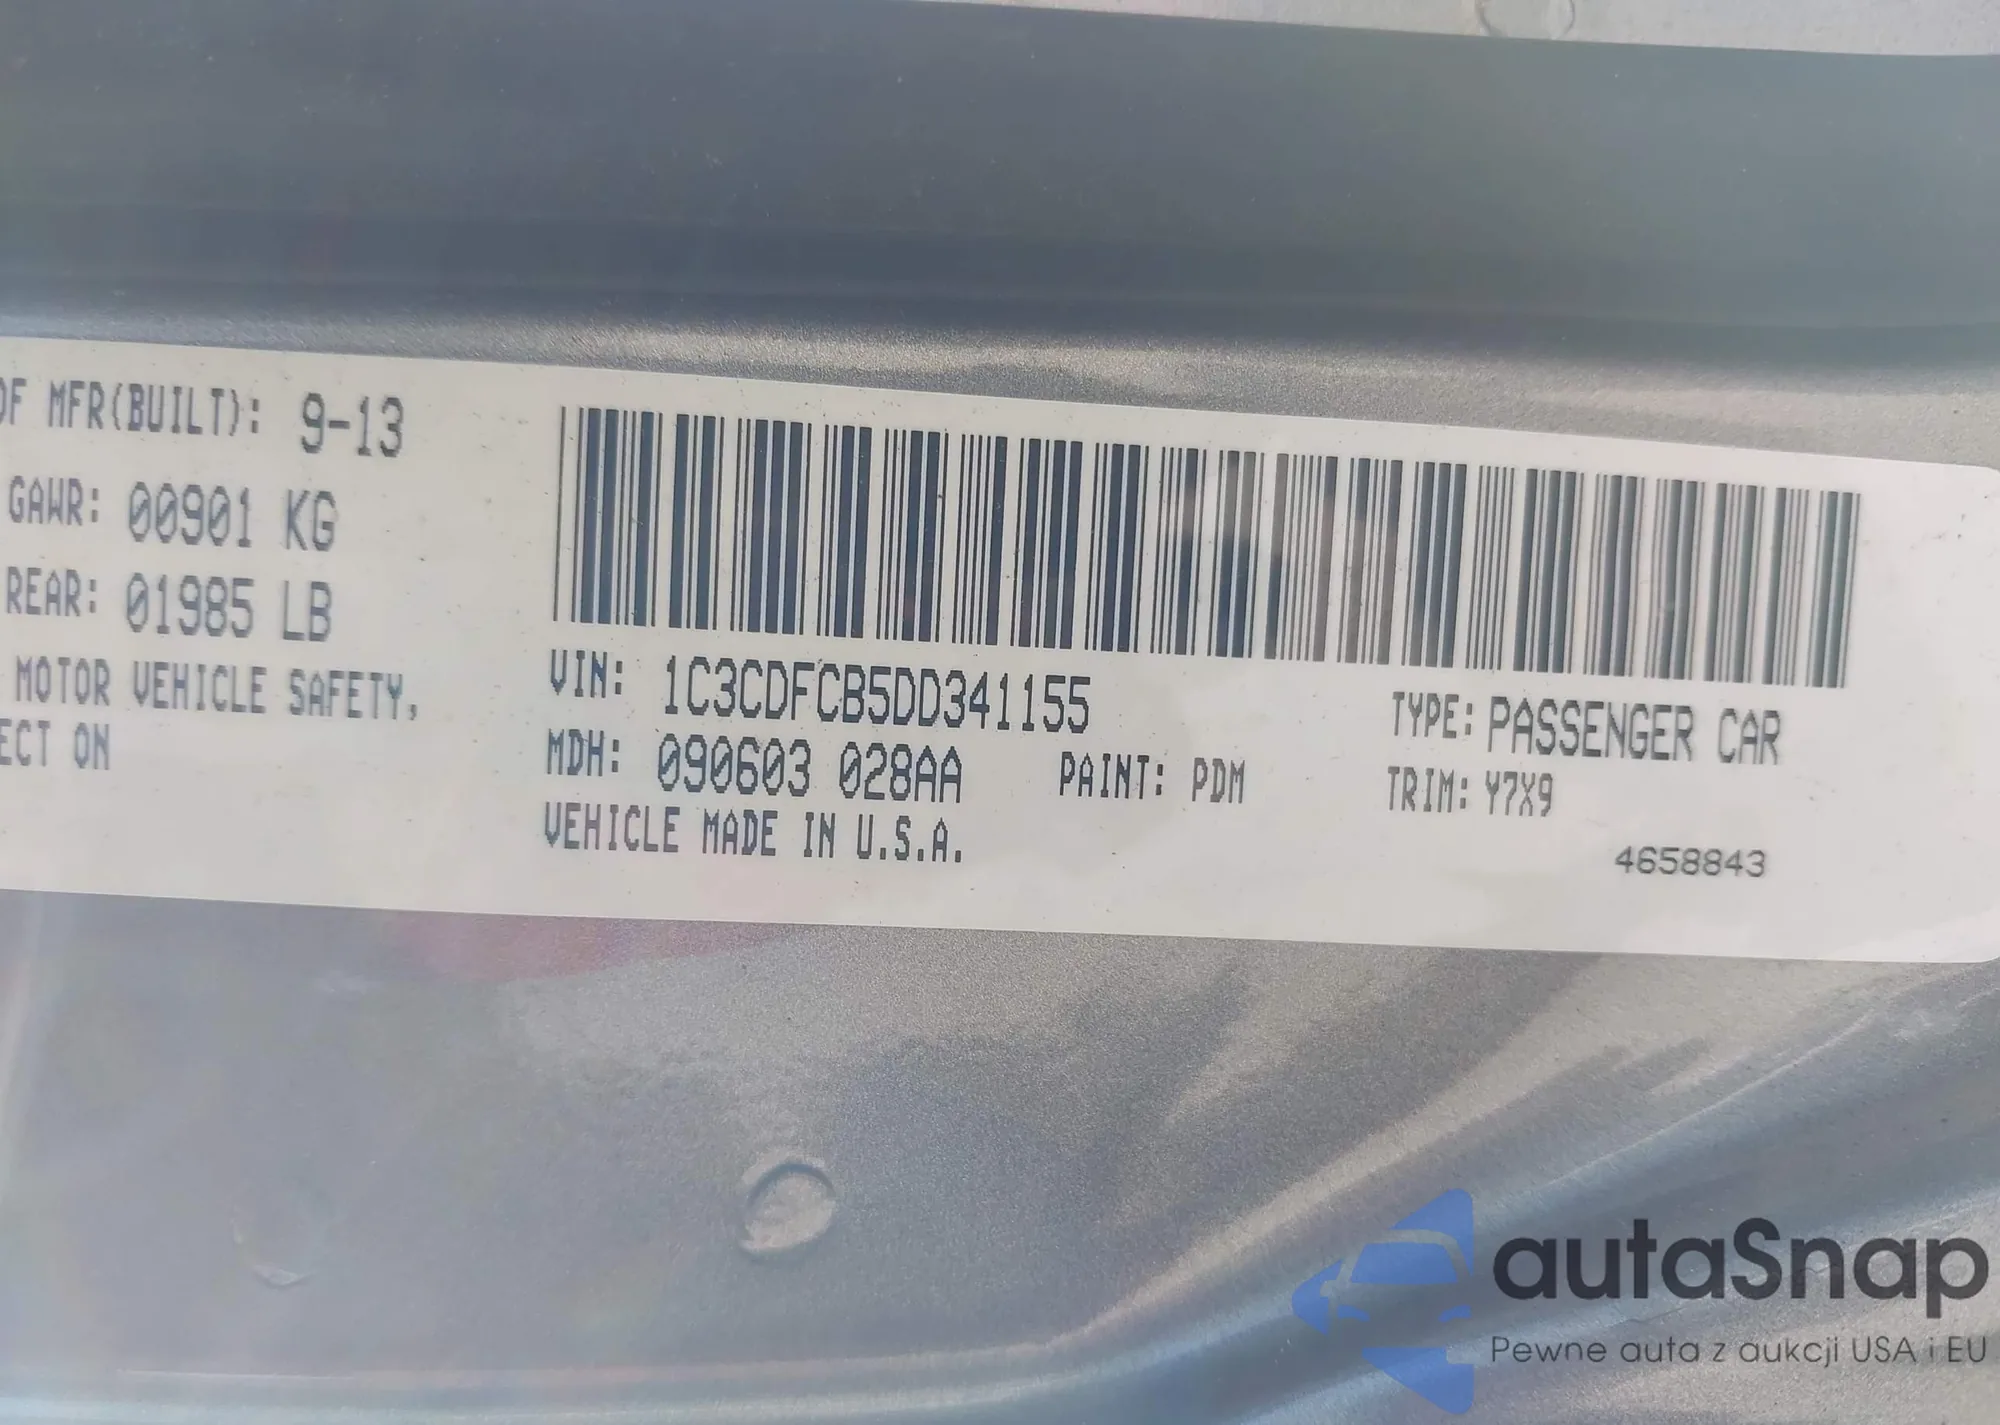 OF MFR(BUILT): 9-13
GAWR: 00901 KG
REAR: 01985 LB
MOTOR VEHICLE SAFETY,
ECT ON
VIN: 1C3CDFCB5DD341155
TYPE: PASSENGER CAR
MDH: 090603 028AA
PAINT: PDM
TRIM: Y7X9
VEHICLE MADE IN U.S.A.
4658843
autaSnap
Pewne auta z aukcji USA i EU